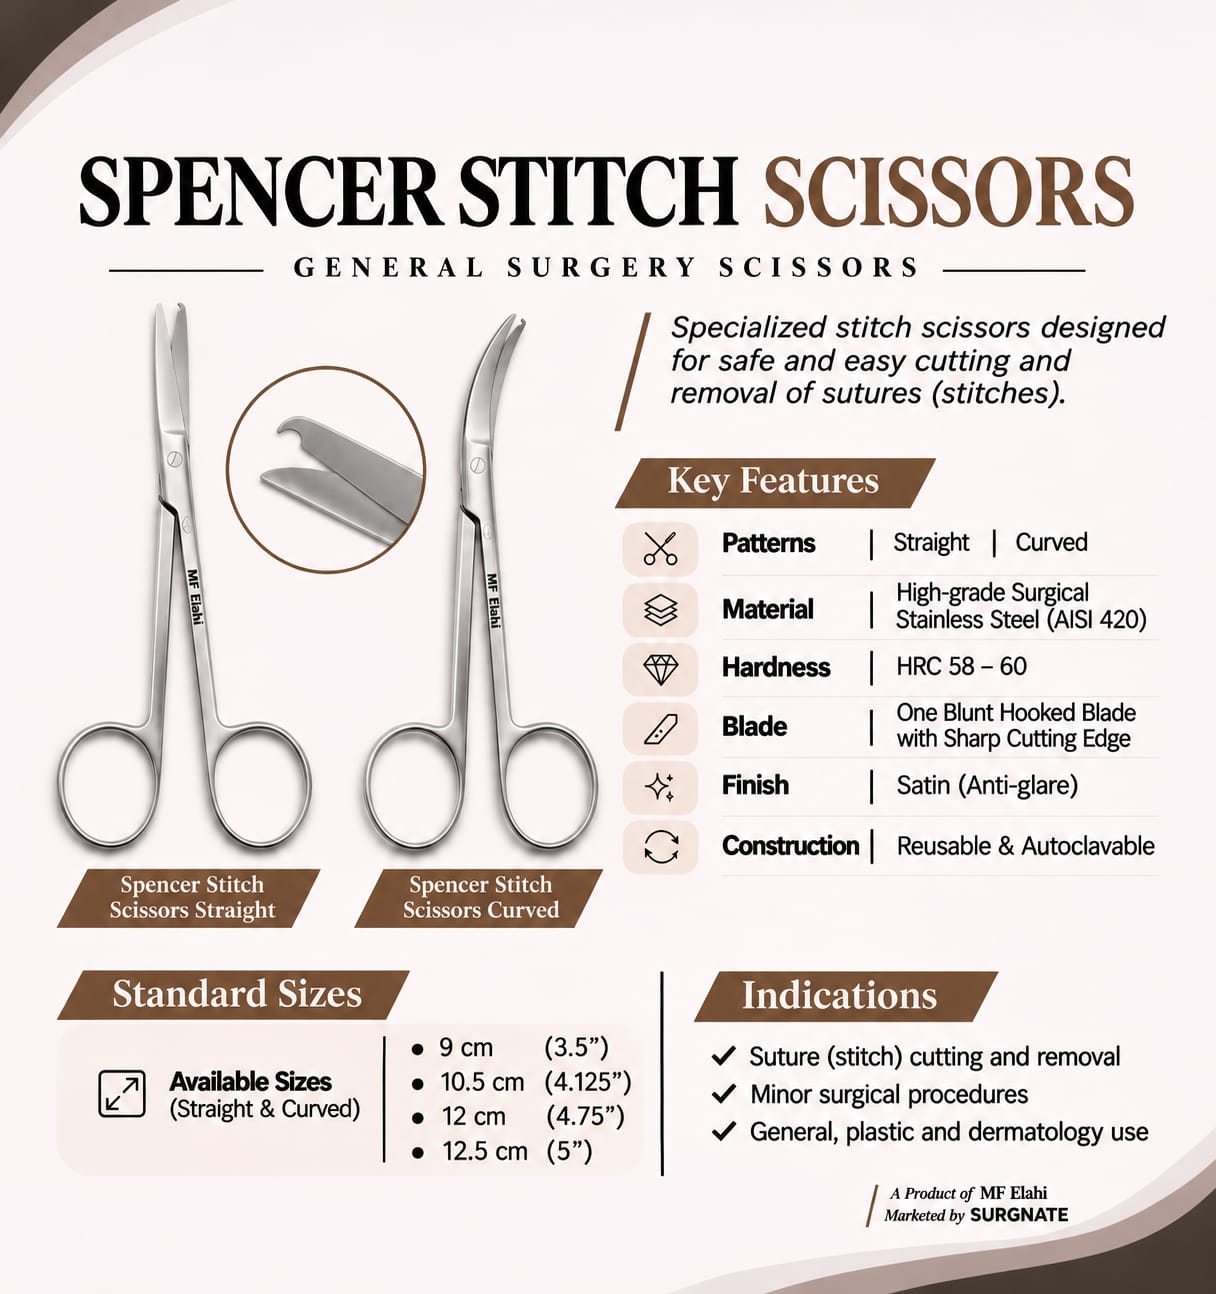 SPENCER STITCH SCISSORS
GENERAL SURGERY SCISSORS
Specialized stitch scissors designed
for safe and easy cutting and
removal of sutures (stitches).
MF Elahi
MF Elahi
Key Features
Patterns | Straight | Curved
Material | High-grade Surgical
Stainless Steel (AISI 420)
Hardness | HRC 58 – 60
Blade | One Blunt Hooked Blade
with Sharp Cutting Edge
Finish | Satin (Anti-glare)
Construction | Reusable & Autoclavable
Spencer Stitch
Scissors Straight
Spencer Stitch
Scissors Curved
Standard Sizes
Available Sizes
(Straight & Curved)
• 9 cm (3.5”)
• 10.5 cm (4.125”)
• 12 cm (4.75”)
• 12.5 cm (5”)
Indications
✓ Suture (stitch) cutting and removal
✓ Minor surgical procedures
✓ General, plastic and dermatology use
A Product of MF Elahi
Marketed by SURGNATE